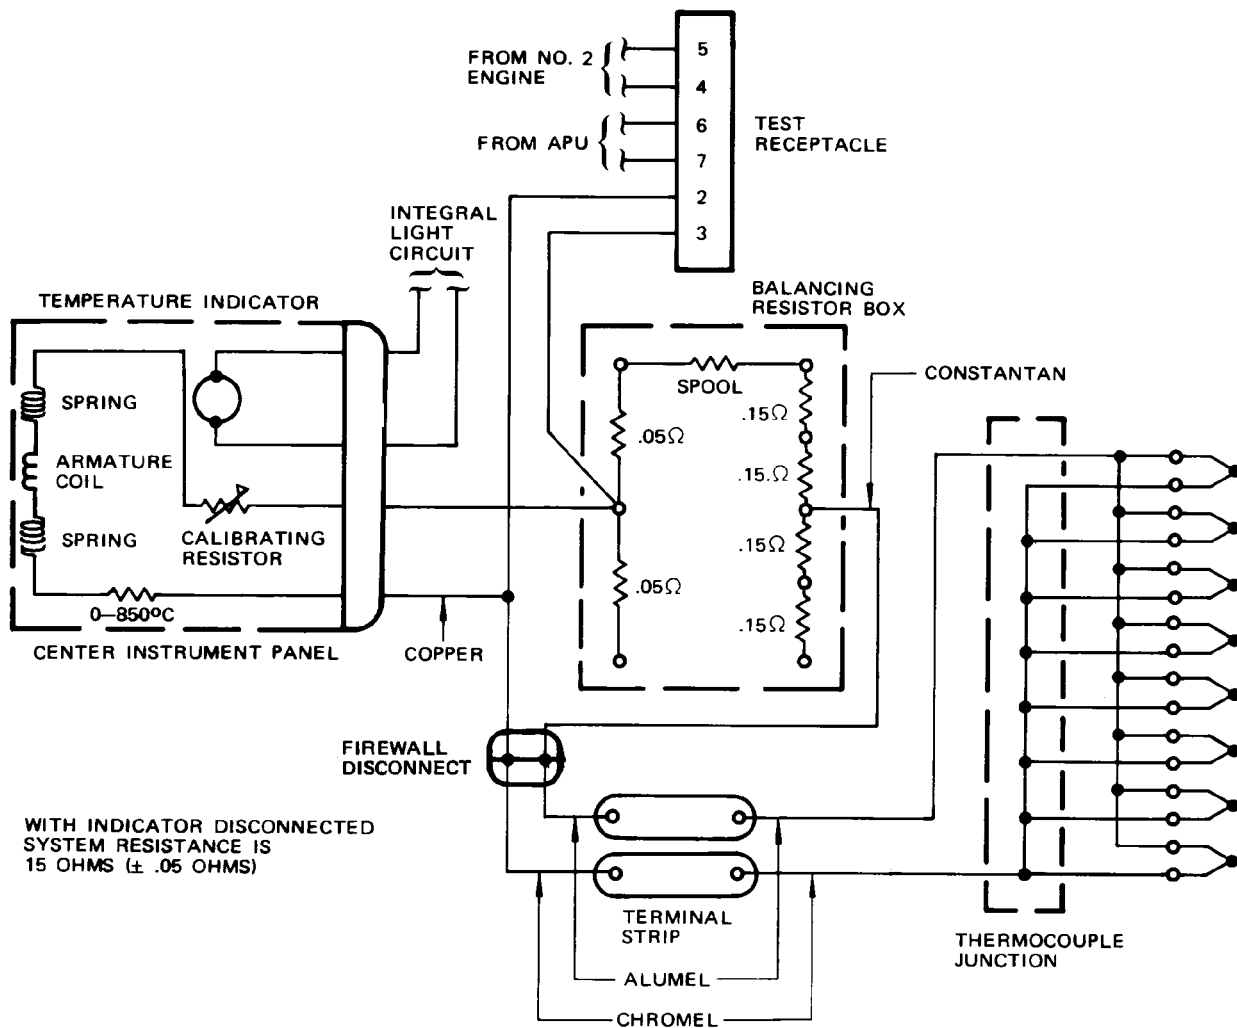 FROM NO. 2
ENGINE
FROM APU
5
4
6
7
2
3
TEST
RECEPTACLE
INTEGRAL
LIGHT
CIRCUIT
TEMPERATURE INDICATOR
SPRING
ARMATURE
COIL
SPRING
CALIBRATING
RESISTOR
0–850ºC
CENTER INSTRUMENT PANEL
COPPER
BALANCING
RESISTOR BOX
SPOOL
.05Ω
.05Ω
.15Ω
.15.Ω
.15Ω
.15Ω
CONSTANTAN
FIREWALL
DISCONNECT
WITH INDICATOR DISCONNECTED
SYSTEM RESISTANCE IS
15 OHMS (± .05 OHMS)
TERMINAL
STRIP
ALUMEL
CHROMEL
THERMOCOUPLE
JUNCTION